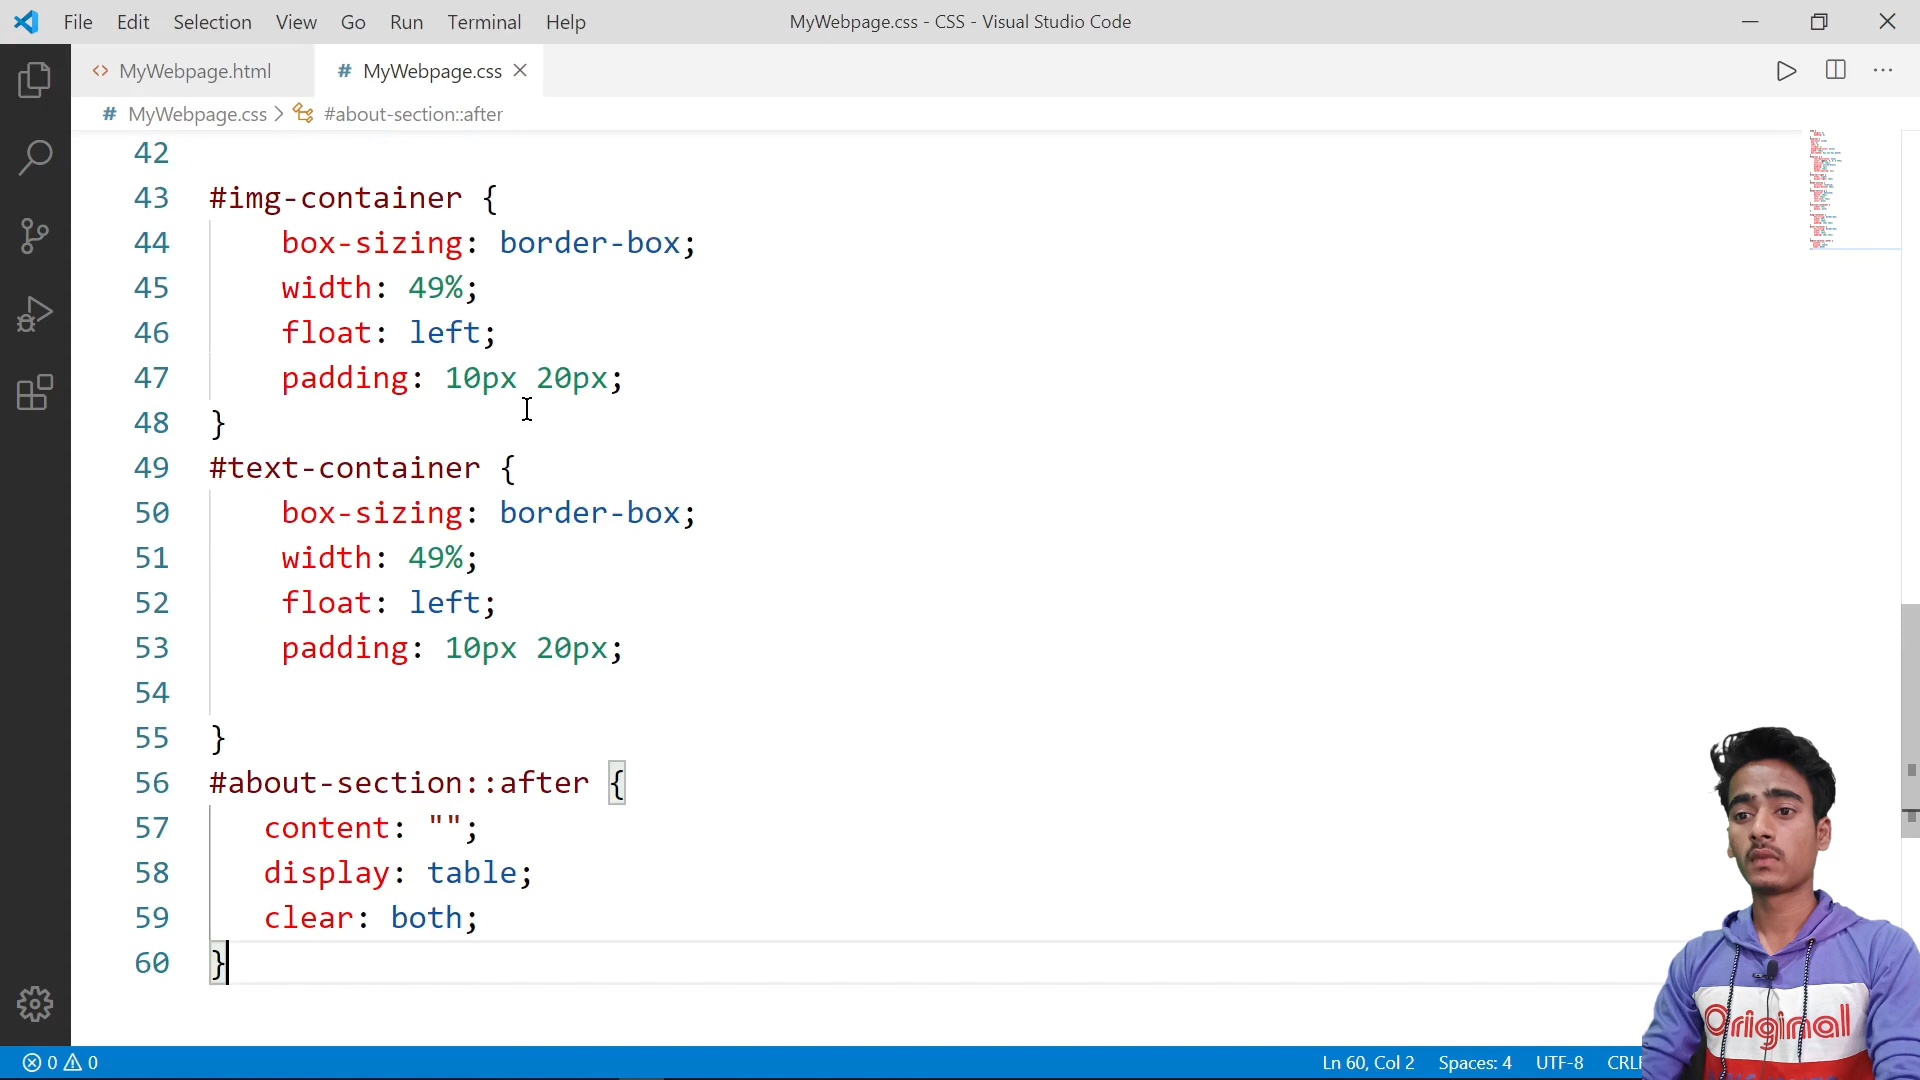 File Edit Selection View Go Run Terminal Help MyWebpage.css - CSS - Visual Studio Code
MyWebpage.html MyWebpage.css
MyWebpage.css #about-section::after
42
43 #img-container {
44 box-sizing: border-box;
45 width: 49%;
46 float: left;
47 padding: 10px 20px;
48 }
49 #text-container {
50 box-sizing: border-box;
51 width: 49%;
52 float: left;
53 padding: 10px 20px;
54
55 }
56 #about-section::after {
57 content: "";
58 display: table;
59 clear: both;
60 }
Original
0 0 Ln 60, Col 2 Spaces: 4 UTF-8